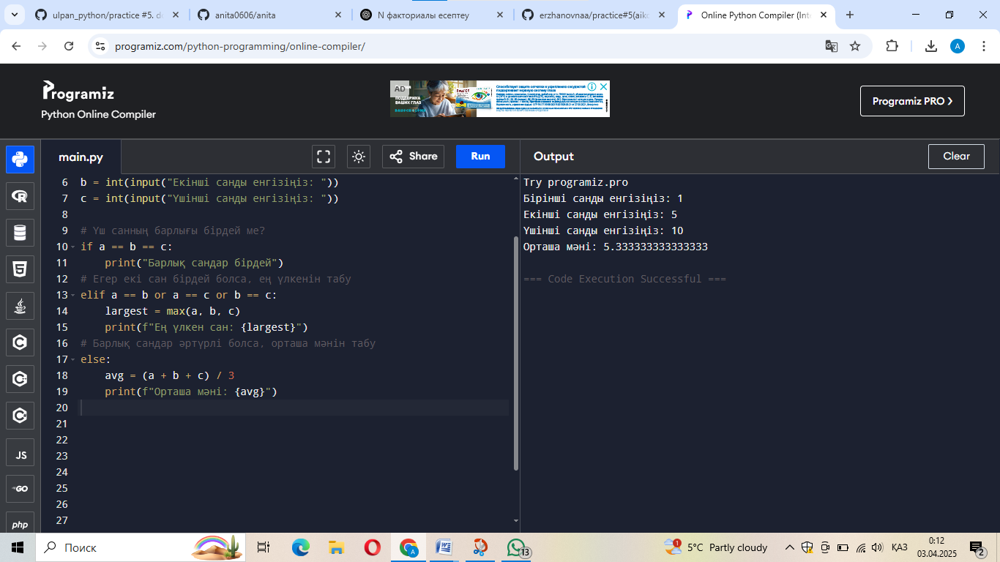 ulpan_python/practice #5. d
anita0606/anita
N факториалы есептеу
erzhanovnaa/practice#5(aik
Online Python Compiler (Inte
programiz.com/python-programming/online-compiler/
A
Programiz
Python Online Compiler
AD
ПОДДЕРЖКА
ВАШИХ ГЛАЗ
Programiz PRO
main.py
Share
Run
Output
Clear
6 b = int(input("Екінші санды енгізіңіз: "))
7 c = int(input("Үшінші санды енгізіңіз: "))
8
9 # Үш санның барлығы бірдей ме?
10 if a == b == c:
11 print("Барлық сандар бірдей")
12 # Егер екі сан бірдей болса, ең үлкенін табу
13 elif a == b or a == c or b == c:
14 largest = max(a, b, c)
15 print(f"Ең үлкен сан: {largest}")
16 # Барлық сандар әртүрлі болса, орташа мәнін табу
17 else:
18 avg = (a + b + c) / 3
19 print(f"Орташа мәні: {avg}")
20
21
22
23
24
25
26
27
Try programiz.pro
Бірінші санды енгізіңіз: 1
Екінші санды енгізіңіз: 5
Үшінші санды енгізіңіз: 10
Орташа мәні: 5.333333333333333
=== Code Execution Successful ===
JS
GO
php
Поиск
A
W
13
1
5°C Partly cloudy
ҚАЗ
0:12
03.04.2025
2